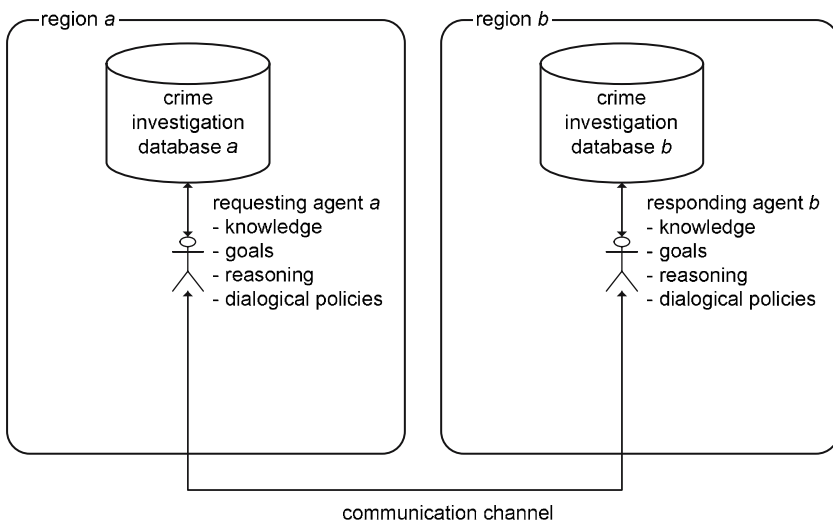 region a
crime
investigation
database a
requesting agent a
- knowledge
- goals
- reasoning
- dialogical policies
region b
crime
investigation
database b
responding agent b
- knowledge
- goals
- reasoning
- dialogical policies
communication channel